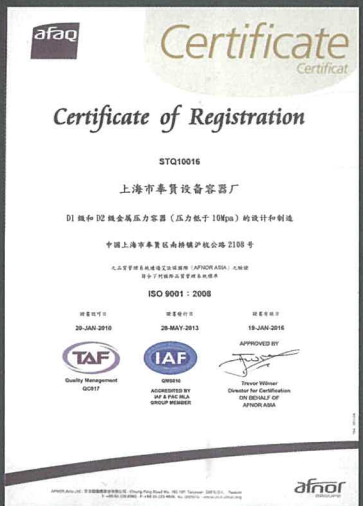 afaq
Certificate
Certificat
Certificate of Registration
STQ10016
上海市奉賢设备容器厂
D1 级和 D2 级金属压力容器（压力低于 10Mpa）的设计和制造
中国上海市奉賢区南桥镇沪杭公路 2108 号
ISO 9001 : 2008
20-JAN-2010 28-MAY-2013 19-JAN-2016
APPROVED BY
TAF
IAF
Quality Management
QC017
QM0016
ACCREDITED BY
IAF & PAC MLA
GROUP MEMBER
Trevor Wilmer
Director for Certification
ON BEHALF OF
AFNOR ASIA
afnor